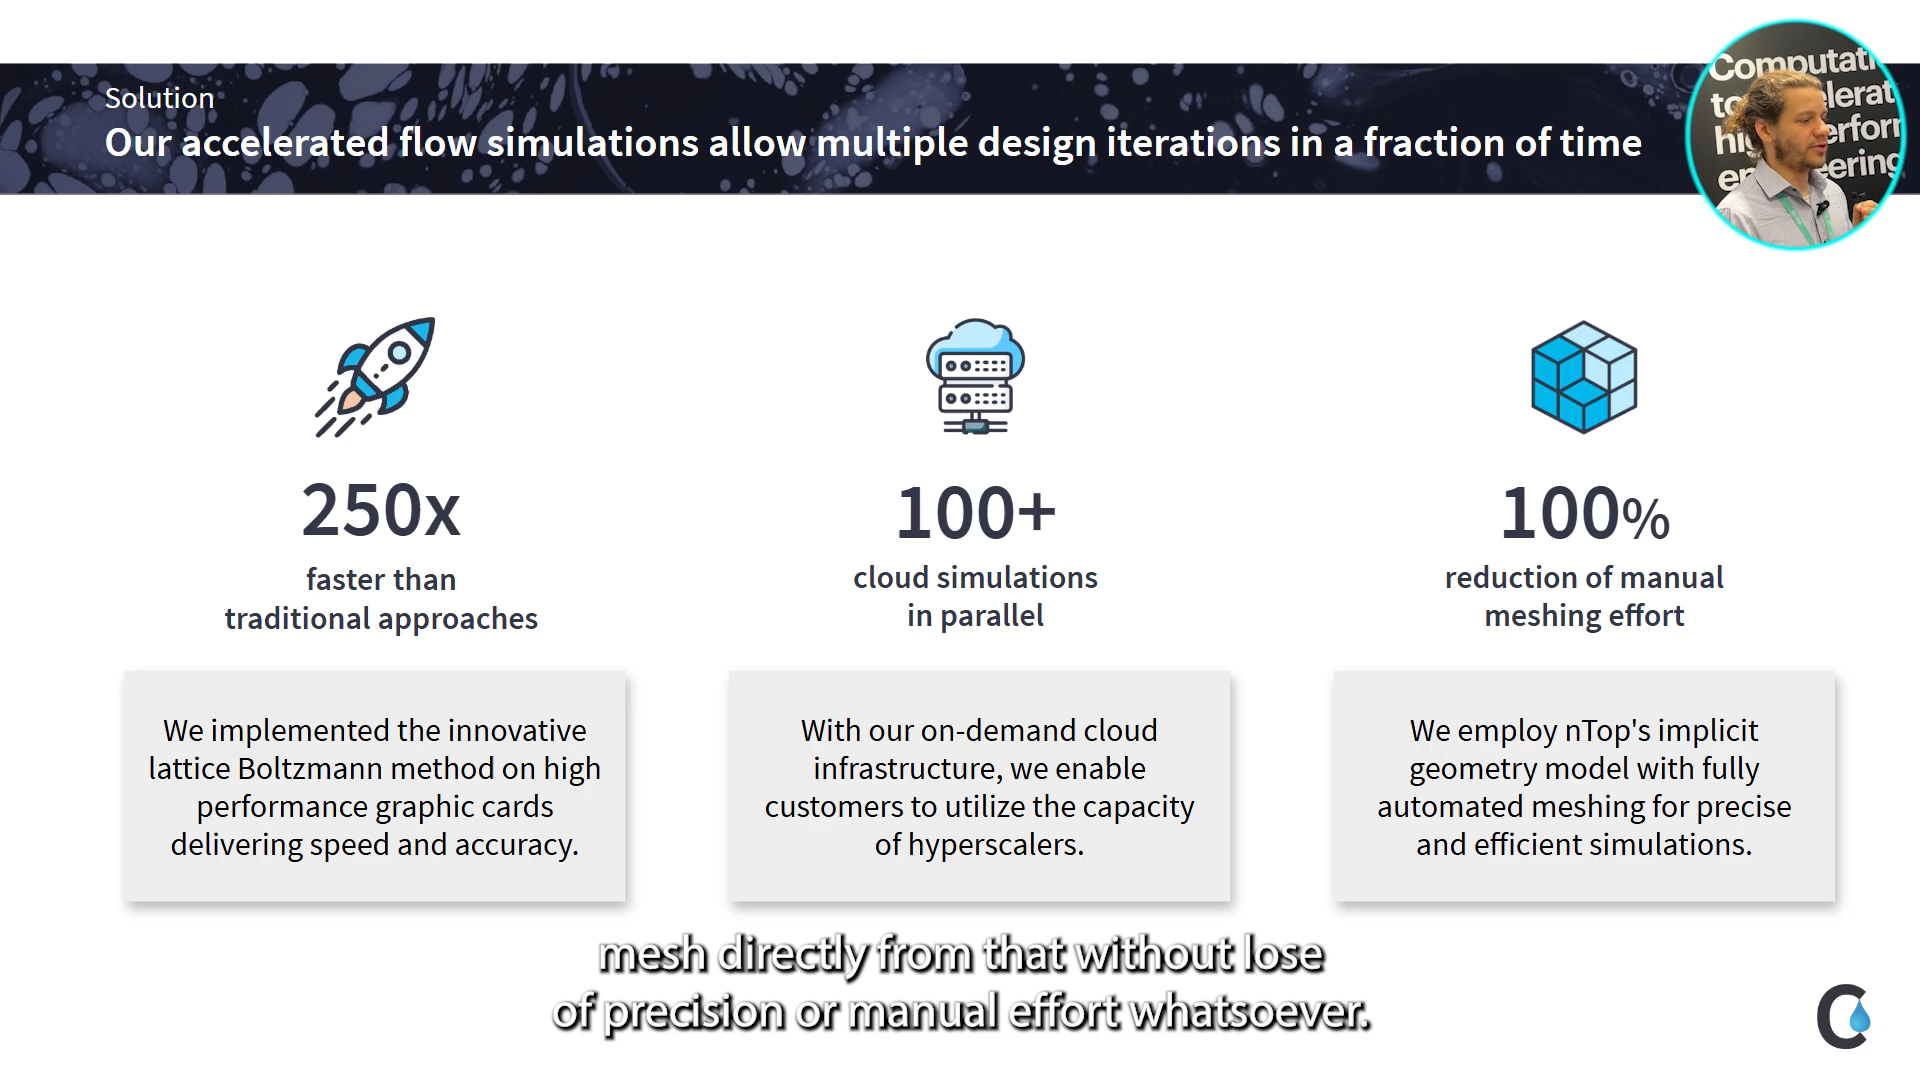 Solution
Our accelerated flow simulations allow multiple design iterations in a fraction of time
250x
faster than
traditional approaches
We implemented the innovative
lattice Boltzmann method on high
performance graphic cards
delivering speed and accuracy.
100+
cloud simulations
in parallel
With our on-demand cloud
infrastructure, we enable
customers to utilize the capacity
of hyperscalers.
100%
reduction of manual
meshing effort
We employ nTop's implicit
geometry model with fully
automated meshing for precise
and efficient simulations.
mesh directly from that without lose
of precision or manual effort whatsoever.